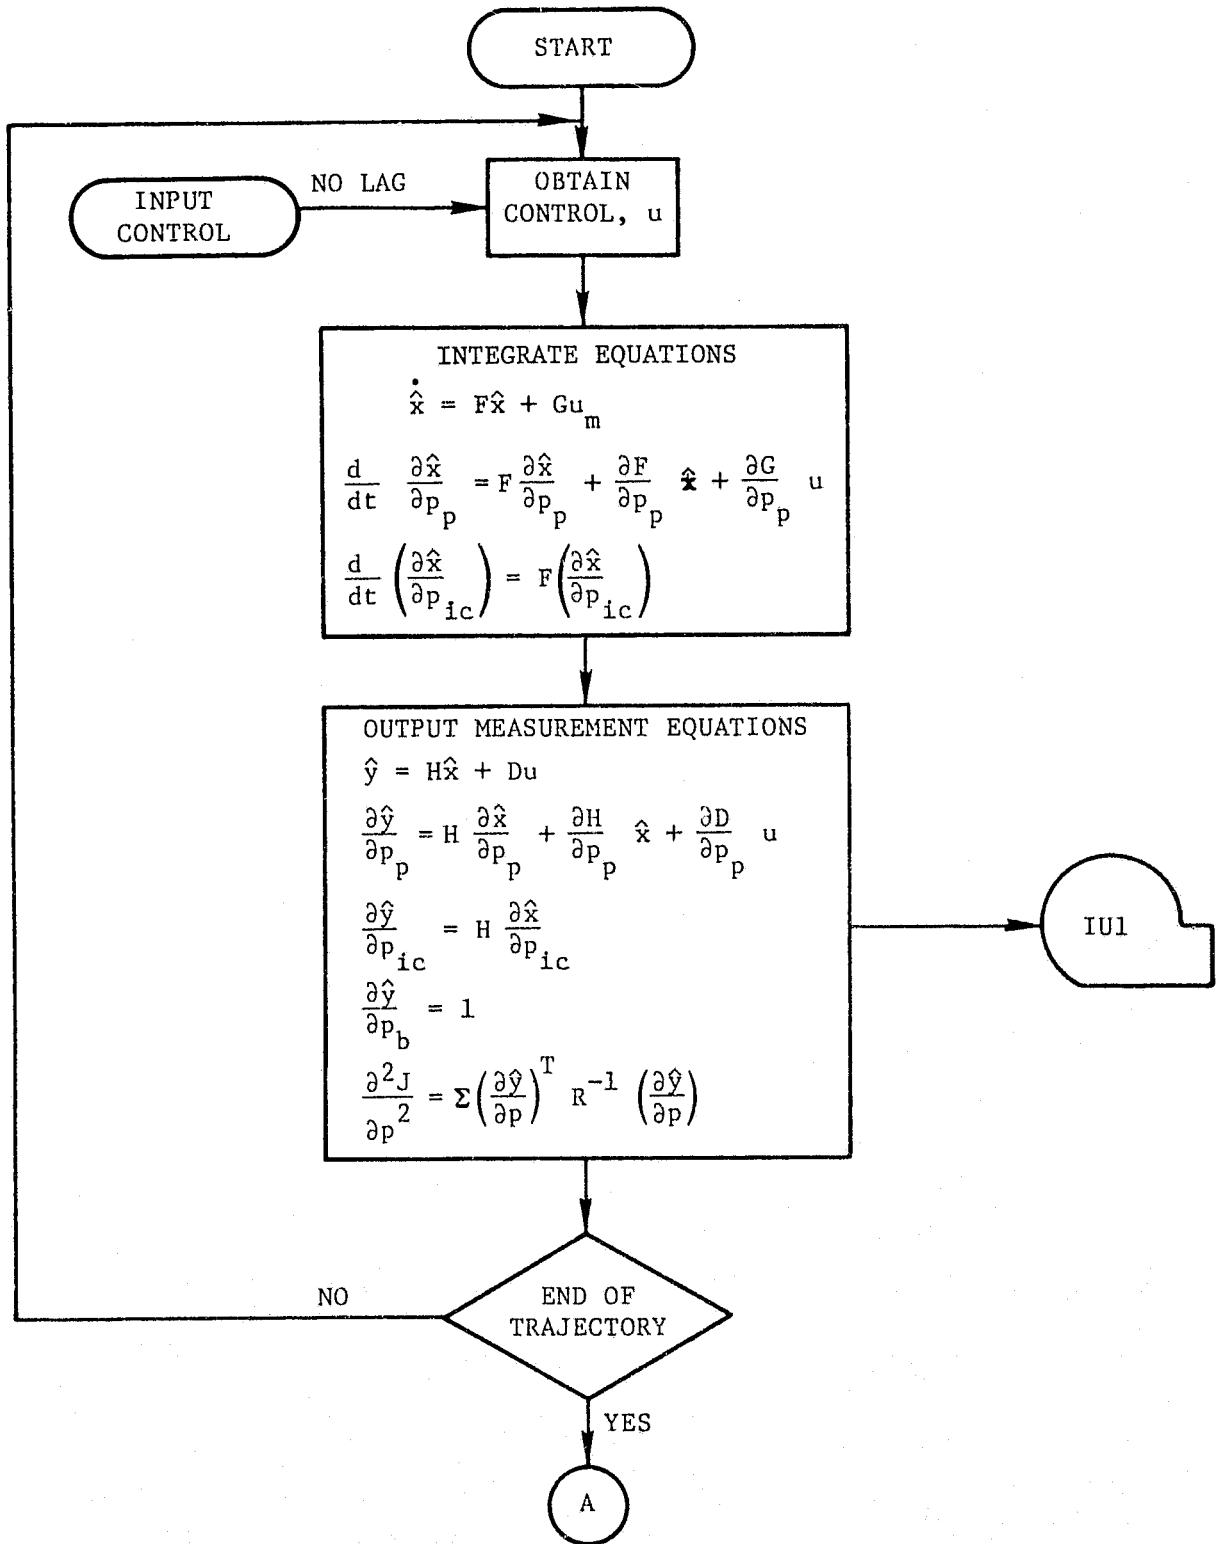 START
INPUT
CONTROL
NO LAG
OBTAIN
CONTROL, u
INTEGRATE EQUATIONS
\dot{\hat{x}} = Fx̂ + Gu_m
d/dt ∂x̂/∂p_p = F ∂x̂/∂p_p + ∂F/∂p_p x̂ + ∂G/∂p_p u
d/dt (∂x̂/∂p_ic) = F(∂x̂/∂p_ic)
OUTPUT MEASUREMENT EQUATIONS
ŷ = Hx̂ + Du
∂ŷ/∂p_p = H ∂x̂/∂p_p + ∂H/∂p_p x̂ + ∂D/∂p_p u
∂ŷ/∂p_ic = H ∂x̂/∂p_ic
∂ŷ/∂p_b = 1
∂²J/∂p² = Σ(∂ŷ/∂p)^T R^-1 (∂ŷ/∂p)
IU1
NO
END OF
TRAJECTORY
YES
A